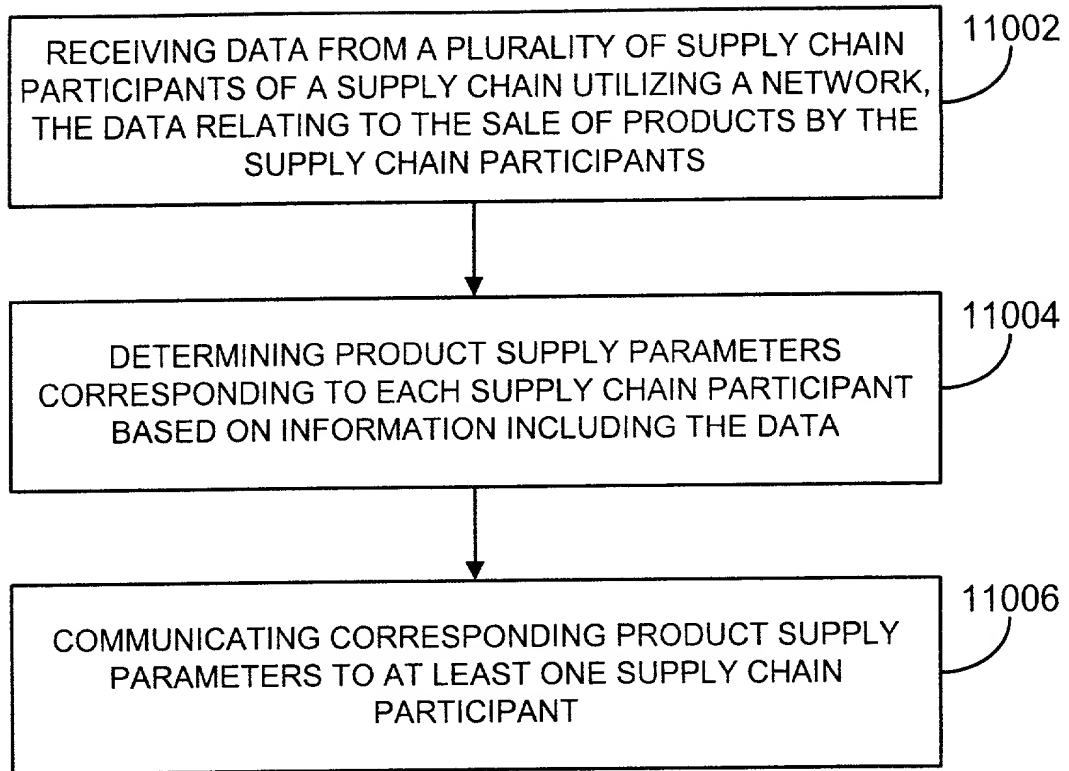 11002
RECEIVING DATA FROM A PLURALITY OF SUPPLY CHAIN
PARTICIPANTS OF A SUPPLY CHAIN UTILIZING A NETWORK,
THE DATA RELATING TO THE SALE OF PRODUCTS BY THE
SUPPLY CHAIN PARTICIPANTS
11004
DETERMINING PRODUCT SUPPLY PARAMETERS
CORRESPONDING TO EACH SUPPLY CHAIN PARTICIPANT
BASED ON INFORMATION INCLUDING THE DATA
11006
COMMUNICATING CORRESPONDING PRODUCT SUPPLY
PARAMETERS TO AT LEAST ONE SUPPLY CHAIN
PARTICIPANT